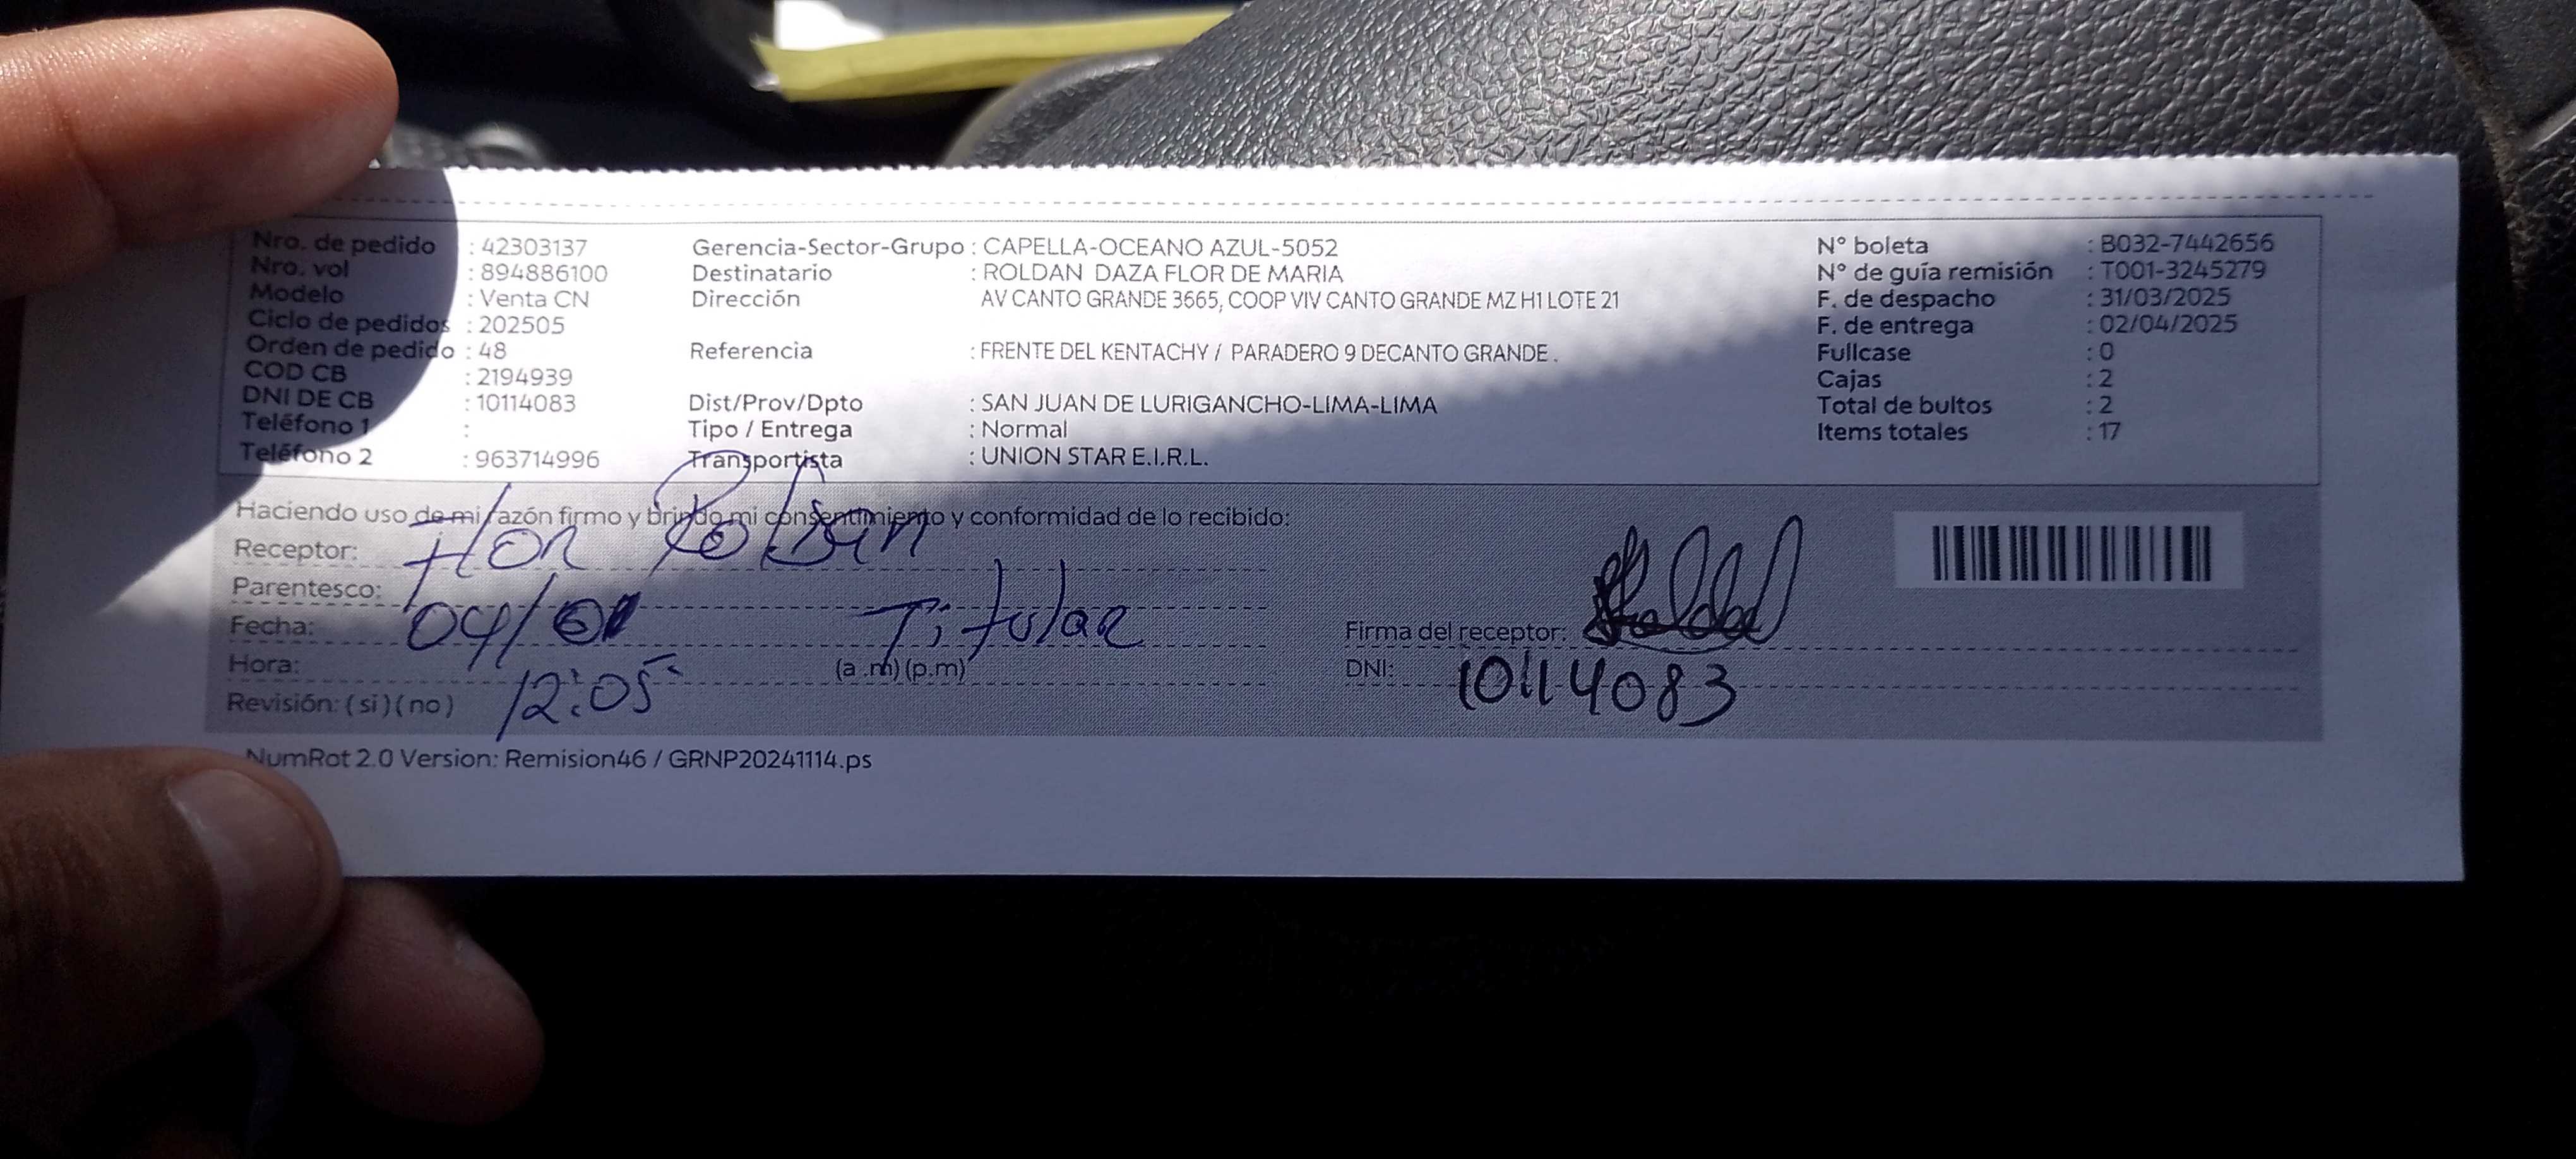 Nro. de pedido : 42303137 Gerencia-Sector-Grupo : CAPELLA-OCEANO AZUL-5052 N° boleta : B032-7442656
Nro. vol : 894886100 Destinatario : ROLDAN DAZA FLOR DE MARIA N° de guía remisión : T001-3245279
Modelo : Venta CN Dirección AV CANTO GRANDE 3665, COOP VIV CANTO GRANDE MZ H1 LOTE 21 F. de despacho : 31/03/2025
Ciclo de pedidos : 202505 F. de entrega : 02/04/2025
Orden de pedido : 48 Referencia : FRENTE DEL KENTACHY / PARADERO 9 DECANTO GRANDE . Fullcase : 0
COD CB : 2194939 Cajas : 2
DNI DE CB : 10114083 Dist/Prov/Dpto : SAN JUAN DE LURIGANCHO-LIMA-LIMA Total de bultos : 2
Teléfono 1 : Tipo / Entrega : Normal Items totales : 17
Teléfono 2 : 963714996 Transportista : UNION STAR E.I.R.L.
Haciendo uso de mi razón firmo y brindo mi consentimiento y conformidad de lo recibido:
Receptor: Flor Roldan
Parentesco: Titular
Fecha: 04/ Firma del receptor:
Hora: 12:05 (a .m) (p.m) DNI: 10114083
Revisión: ( si ) ( no )
NumRot 2.0 Version: Remision46 / GRNP20241114.ps